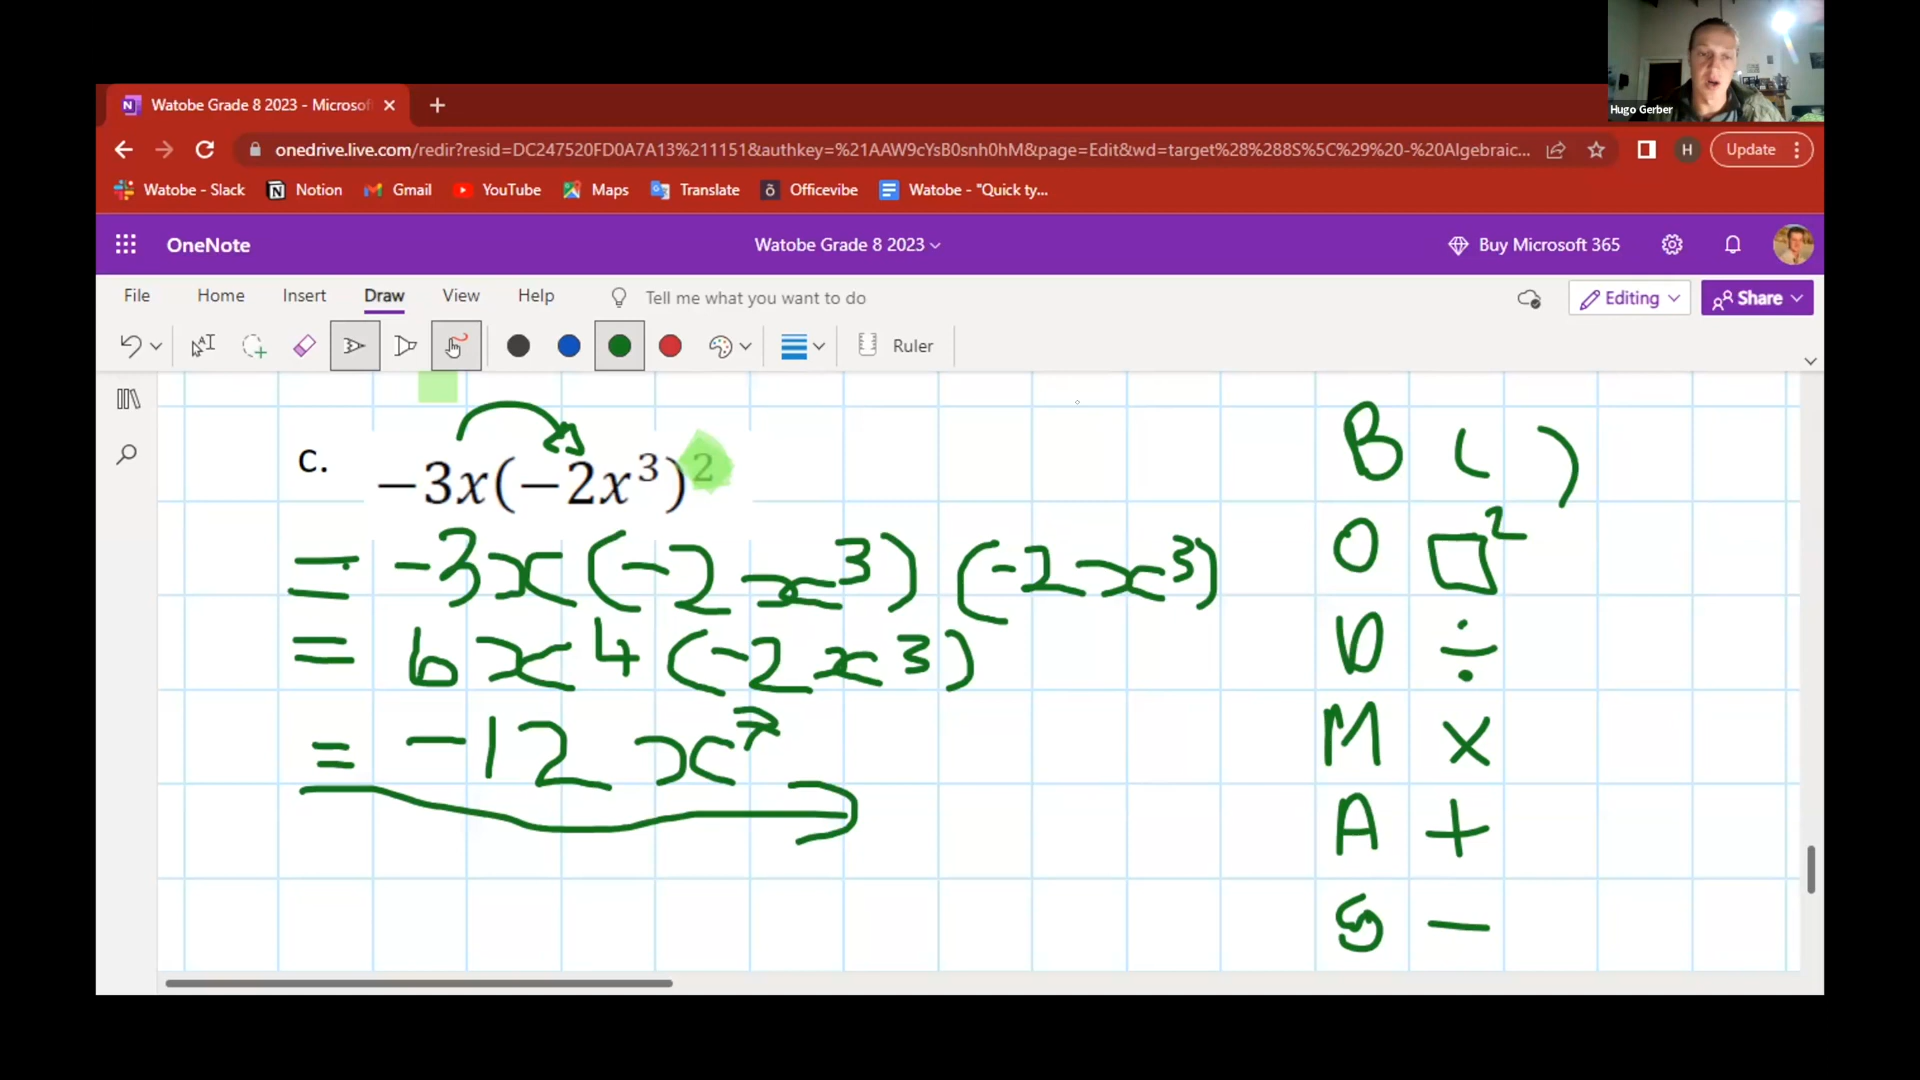 Hugo Gerber
Watobe Grade 8 2023 - Microsof
onedrive.live.com/redir?resid=DC247520FD0A7A13%211151&authkey=%21AAW9cYsB0snh0hM&page=Edit&wd=target%28%288S%5C%29%20-%20Algebraic... H Update
Watobe - Slack Notion Gmail YouTube Maps Translate Officevibe Watobe - "Quick ty...
OneNote Watobe Grade 8 2023 Buy Microsoft 365
File Home Insert Draw View Help Tell me what you want to do Editing Share
Ruler
c. −3x(−2x³)²
= -3x(-2x³)(-2x³)
= 6x4(-2x3)
= -12x⁷
B ( )
O □²
D ÷
M ×
A +
S −